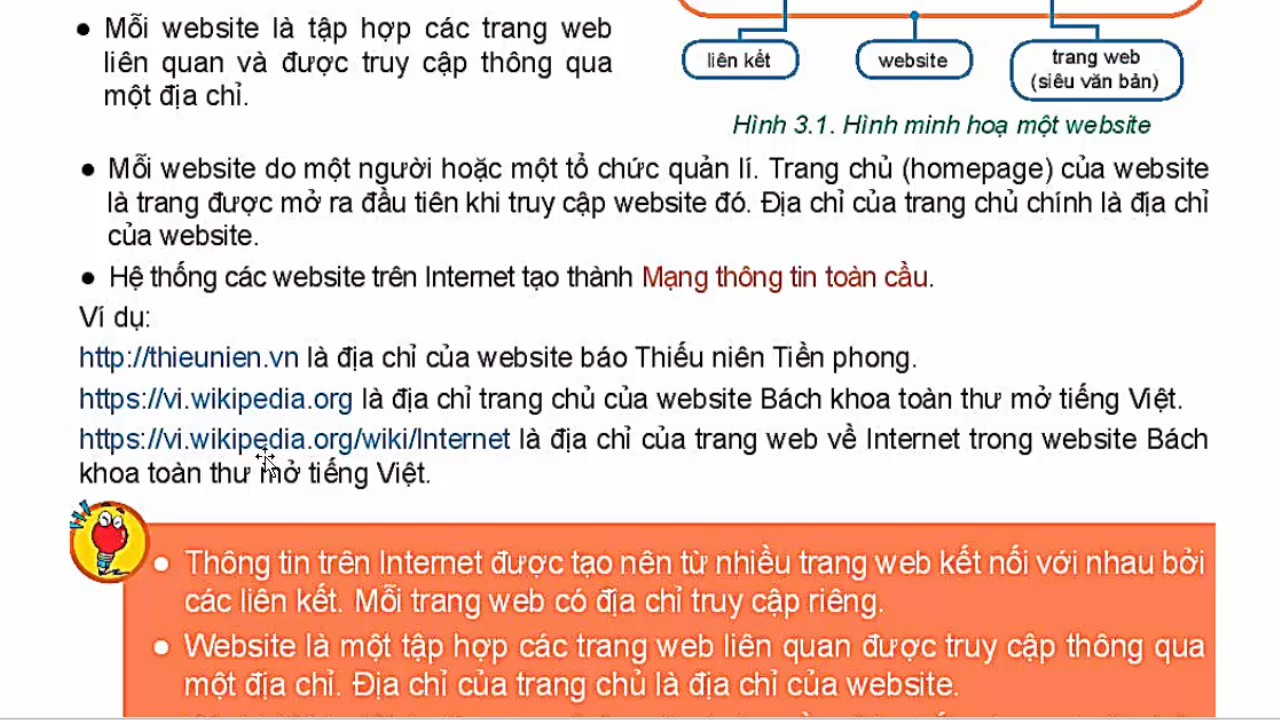 ● Mỗi website là tập hợp các trang web
liên quan và được truy cập thông qua
một địa chỉ.
liên kết
website
trang web
(siêu văn bản)
Hình 3.1. Hình minh hoạ một website
● Mỗi website do một người hoặc một tổ chức quản lí. Trang chủ (homepage) của website
là trang được mở ra đầu tiên khi truy cập website đó. Địa chỉ của trang chủ chính là địa chỉ
của website.
● Hệ thống các website trên Internet tạo thành Mạng thông tin toàn cầu.
Ví dụ:
http://thieunien.vn là địa chỉ của website báo Thiếu niên Tiền phong.
https://vi.wikipedia.org là địa chỉ trang chủ của website Bách khoa toàn thư mở tiếng Việt.
https://vi.wikipedia.org/wiki/Internet là địa chỉ của trang web về Internet trong website Bách
khoa toàn thư mở tiếng Việt.
● Thông tin trên Internet được tạo nên từ nhiều trang web kết nối với nhau bởi
các liên kết. Mỗi trang web có địa chỉ truy cập riêng.
● Website là một tập hợp các trang web liên quan được truy cập thông qua
một địa chỉ. Địa chỉ của trang chủ là địa chỉ của website.